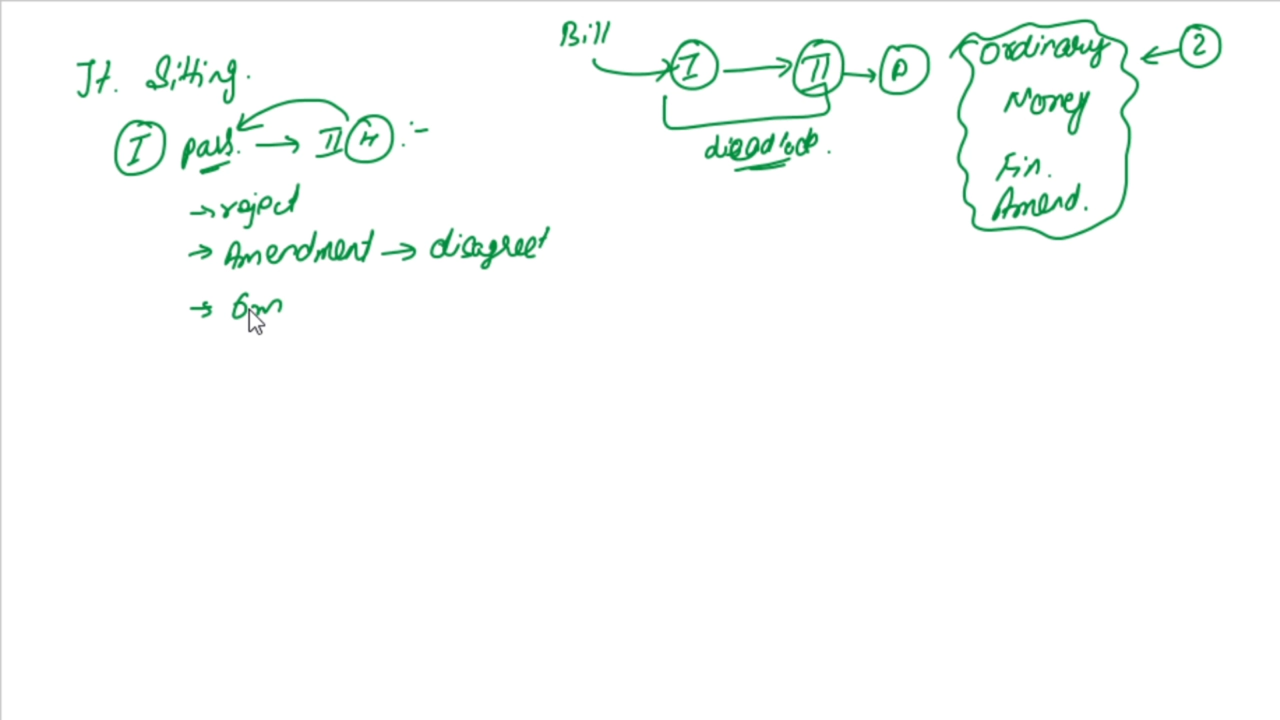 Jt. Sitting.
I pass. → II H :-
→ reject
→ Amendment → disagree
→ 6m
Bill
I → II → P
deadlock.
Ordinary ← 2
Money
Fin.
Amend.